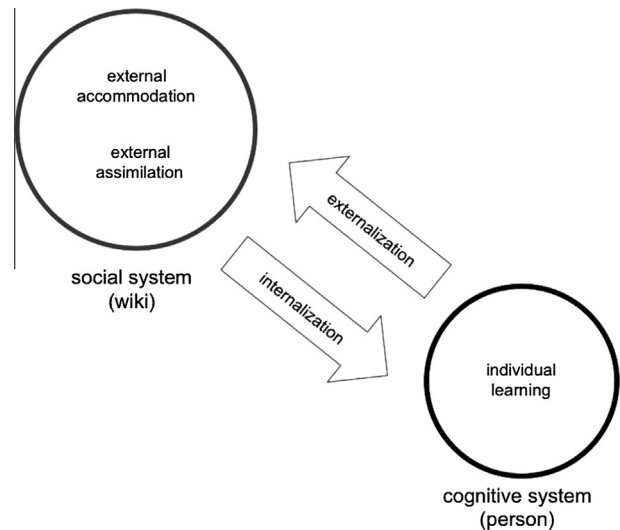 external
accommodation
external
assimilation
social system
(wiki)
externalization
internalization
individual
learning
cognitive system
(person)